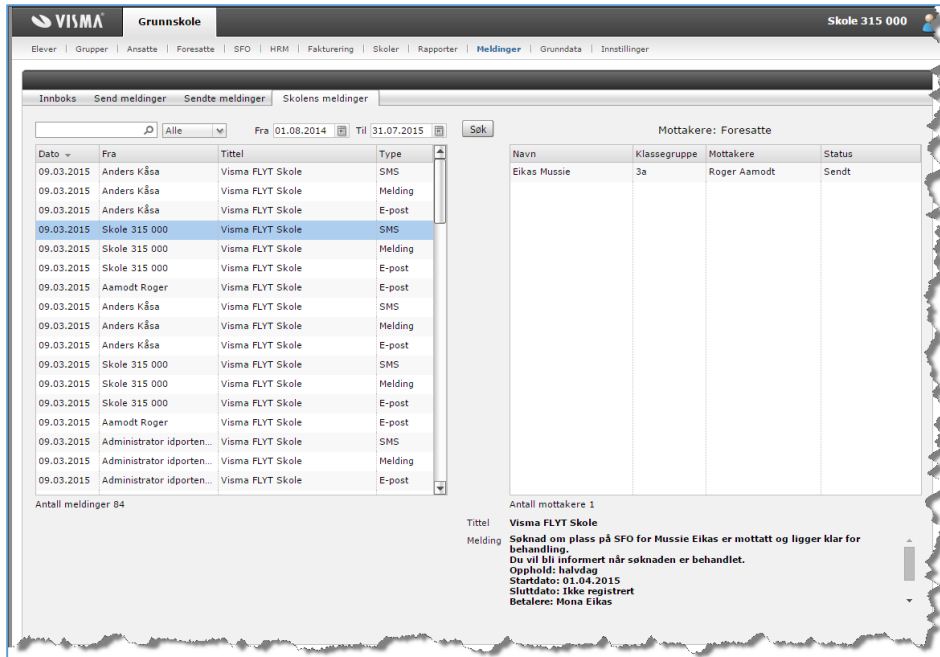 VISMA Grunnskole Skole 315 000
Elever | Grupper | Ansatte | Foresatte | SFO | HRM | Fakturering | Skoler | Rapporter | Meldinger | Grunndata | Innstillinger
Innboks Send meldinger Sendte meldinger Skolens meldinger
Alle Fra 01.08.2014 Til 31.07.2015 Søk
Mottakere: Foresatte
Dato Fra Tittel Type
09.03.2015 Anders Kåsa Visma FLYT Skole SMS
09.03.2015 Anders Kåsa Visma FLYT Skole Melding
09.03.2015 Anders Kåsa Visma FLYT Skole E-post
09.03.2015 Skole 315 000 Visma FLYT Skole SMS
09.03.2015 Skole 315 000 Visma FLYT Skole Melding
09.03.2015 Skole 315 000 Visma FLYT Skole E-post
09.03.2015 Aamodt Roger Visma FLYT Skole E-post
09.03.2015 Anders Kåsa Visma FLYT Skole SMS
09.03.2015 Anders Kåsa Visma FLYT Skole Melding
09.03.2015 Anders Kåsa Visma FLYT Skole E-post
09.03.2015 Skole 315 000 Visma FLYT Skole SMS
09.03.2015 Skole 315 000 Visma FLYT Skole Melding
09.03.2015 Skole 315 000 Visma FLYT Skole E-post
09.03.2015 Aamodt Roger Visma FLYT Skole E-post
09.03.2015 Administrator idporten... Visma FLYT Skole SMS
09.03.2015 Administrator idporten... Visma FLYT Skole Melding
09.03.2015 Administrator idporten... Visma FLYT Skole E-post
Antall meldinger 84
Navn Klassegruppe Mottakere Status
Eikas Mussie 3a Roger Aamodt Sendt
Antall mottakere 1
Tittel Visma FLYT Skole
Melding Søknad om plass på SFO for Mussie Eikas er mottatt og ligger klar for
behandling.
Du vil bli informert når søknaden er behandlet.
Opphold: halvdag
Startdato: 01.04.2015
Sluttdato: Ikke registrert
Betalere: Mona Eikas